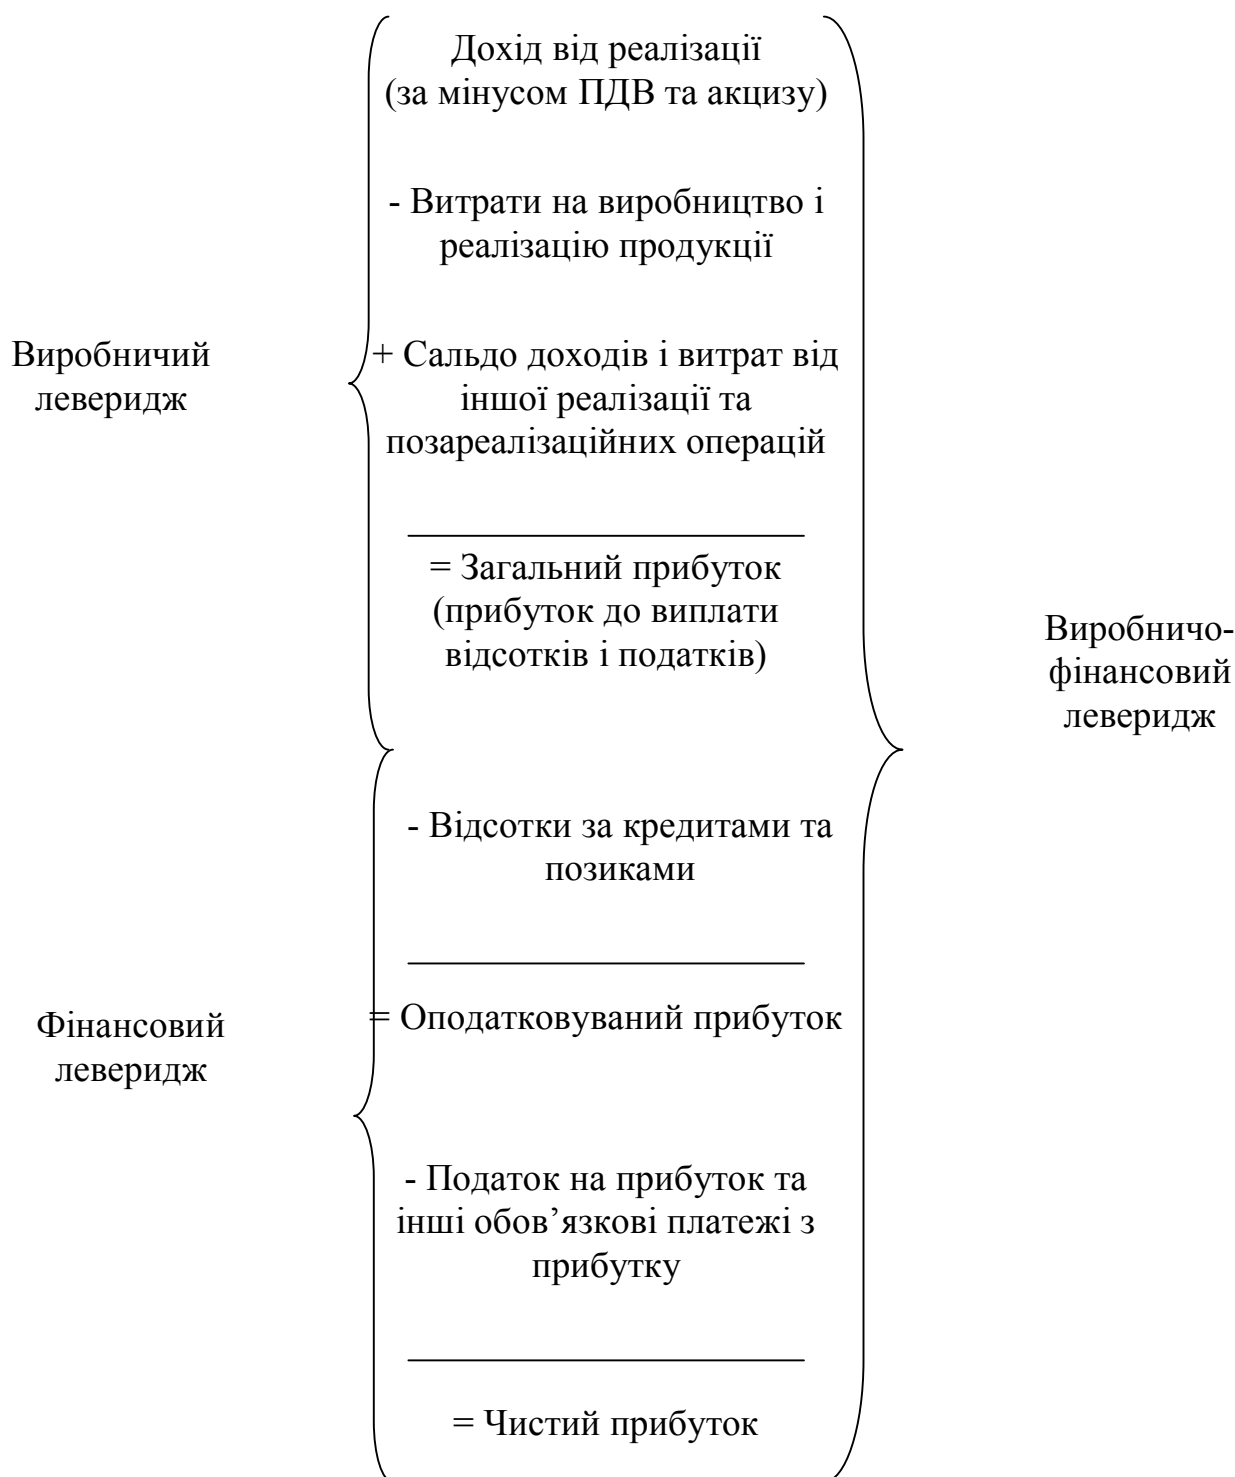 Дохід від реалізації
(за мінусом ПДВ та акцизу)
- Витрати на виробництво і
реалізацію продукції
Виробничий
леверидж
+ Сальдо доходів і витрат від
іншої реалізації та
позареалізаційних операцій
= Загальний прибуток
(прибуток до виплати
відсотків і податків)
Виробничо-
фінансовий
леверидж
- Відсотки за кредитами та
позиками
Фінансовий
леверидж
= Оподатковуваний прибуток
- Податок на прибуток та
інші обов’язкові платежі з
прибутку
= Чистий прибуток